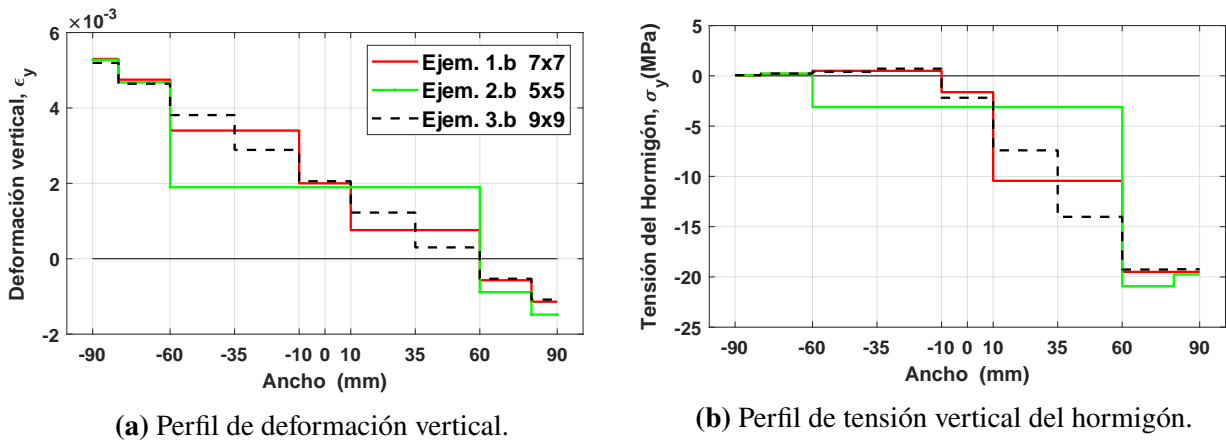 ×10⁻³
6
4
2
0
-2
Deformación vertical, ϵ_y
-90 -60 -35 -10 0 10 35 60 90
Ancho (mm)
Ejem. 1.b 7x7
Ejem. 2.b 5x5
Ejem. 3.b 9x9
(a) Perfil de deformación vertical.
5
0
-5
-10
-15
-20
-25
Tensión del Hormigón, σ_y(MPa)
-90 -60 -35 -10 0 10 35 60 90
Ancho (mm)
(b) Perfil de tensión vertical del hormigón.